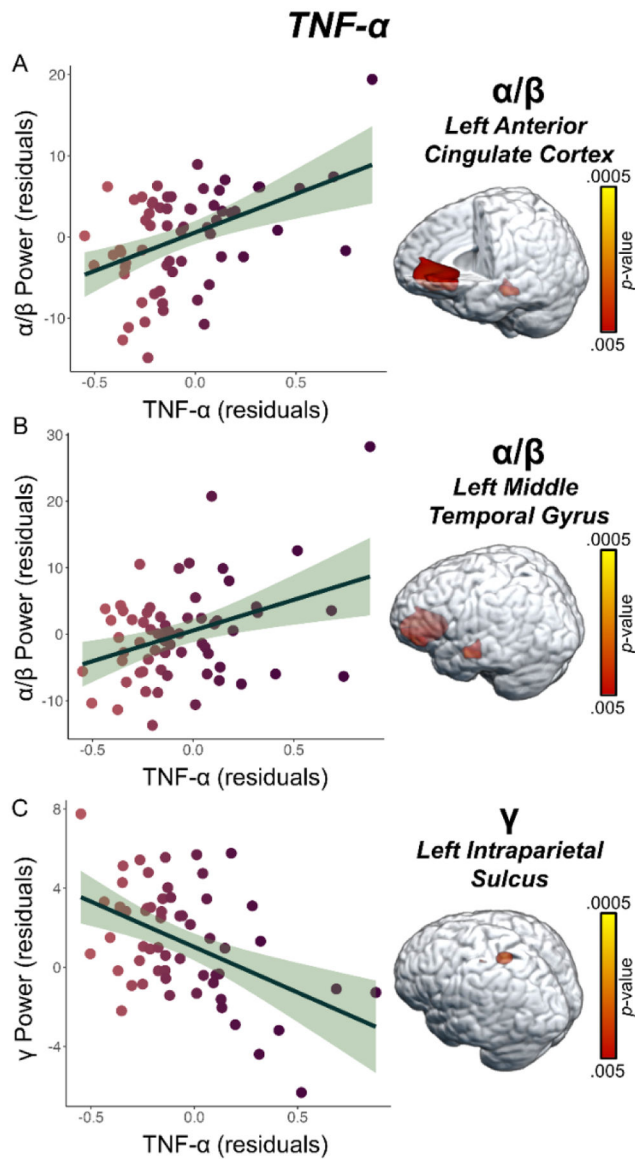 TNF-α
A
20
10
0
-10
α/β Power (residuals)
-0.5
0.0
0.5
TNF-α (residuals)
α/β
Left Anterior
Cingulate Cortex
.0005
p-value
.005
B
30
20
10
0
-10
α/β Power (residuals)
-0.5
0.0
0.5
TNF-α (residuals)
α/β
Left Middle
Temporal Gyrus
.0005
p-value
.005
C
8
4
0
-4
γ Power (residuals)
-0.5
0.0
0.5
TNF-α (residuals)
γ
Left Intraparietal
Sulcus
.0005
p-value
.005